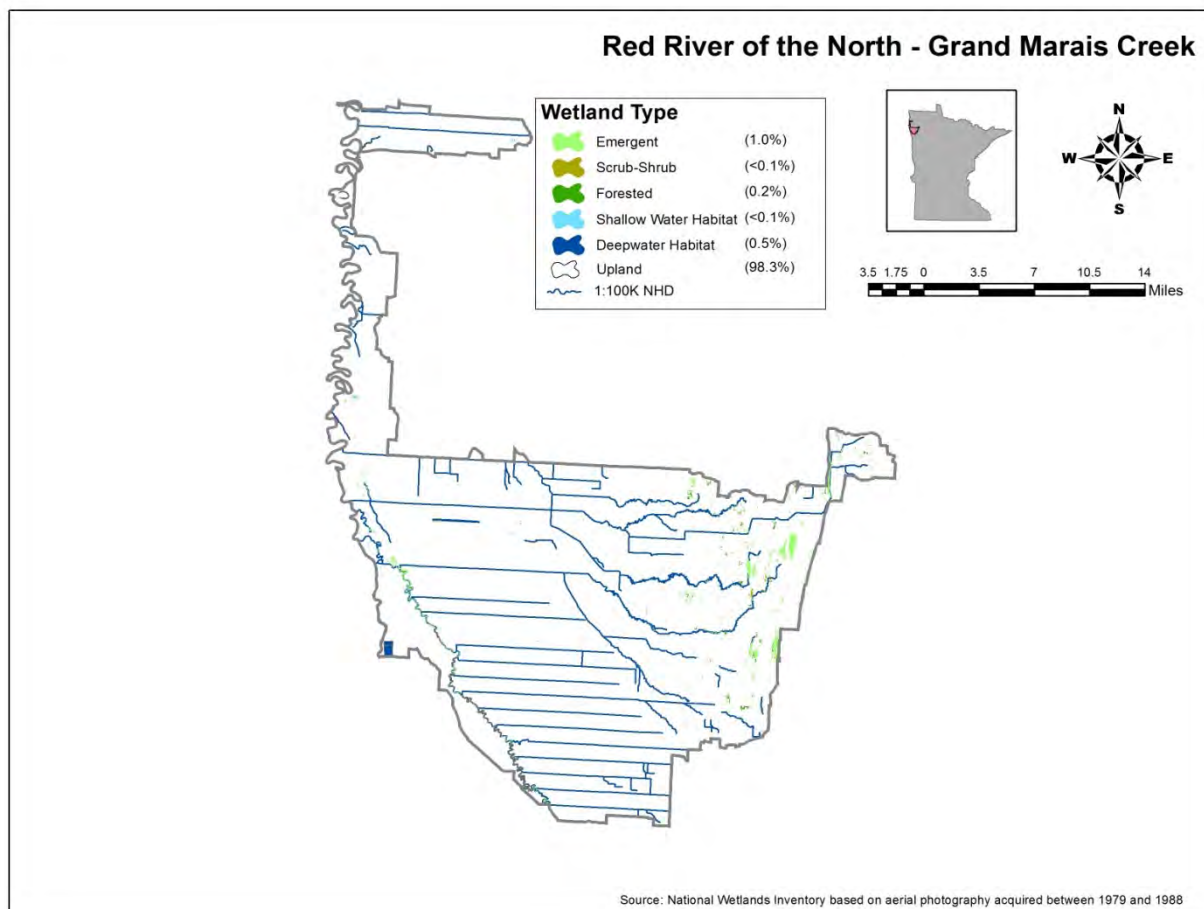 Red River of the North - Grand Marais Creek
Wetland Type
Emergent (1.0%)
Scrub-Shrub (<0.1%)
Forested (0.2%)
Shallow Water Habitat (<0.1%)
Deepwater Habitat (0.5%)
Upland (98.3%)
1:100K NHD
N
W E
S
3.5 1.75 0 3.5 7 10.5 14
Miles
Source: National Wetlands Inventory based on aerial photography acquired between 1979 and 1988